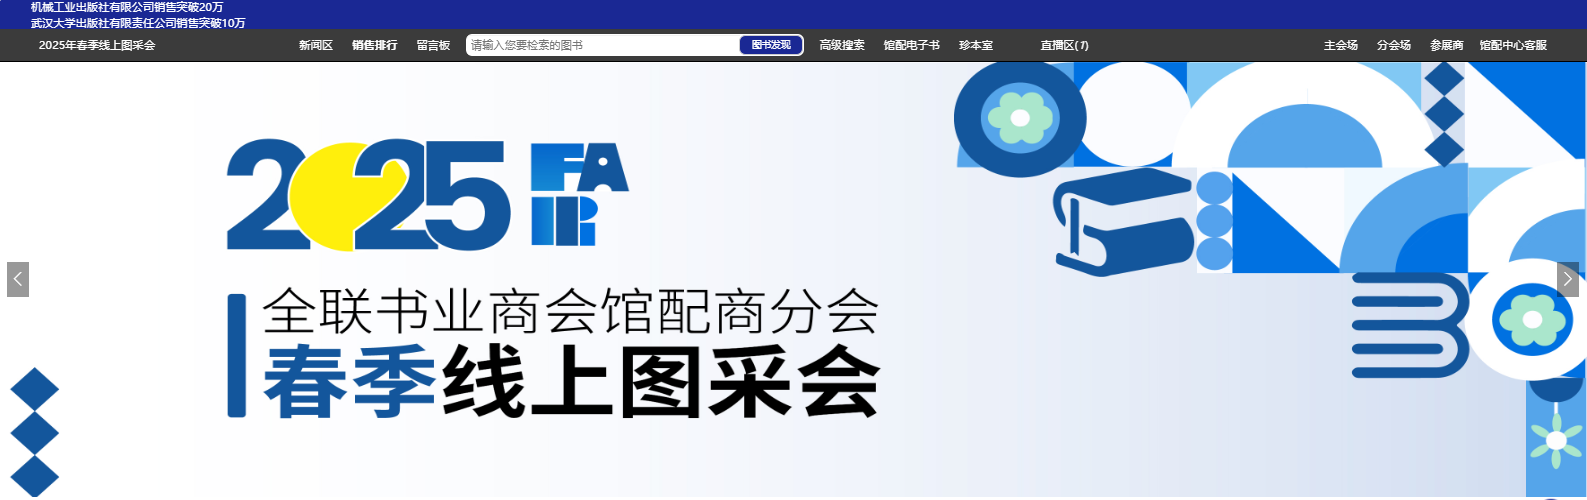 机械工业出版社有限公司销售突破20万
武汉大学出版社有限责任公司销售突破10万
2025年春季线上图采会 新闻区 销售排行 留言板 请输入您要检索的图书 图书发现 高级搜索 馆配电子书 珍本室 直播区(1) 主会场 分会场 参展商 馆配中心客服
2025 FA
IR
全联书业商会馆配商分会
春季线上图采会